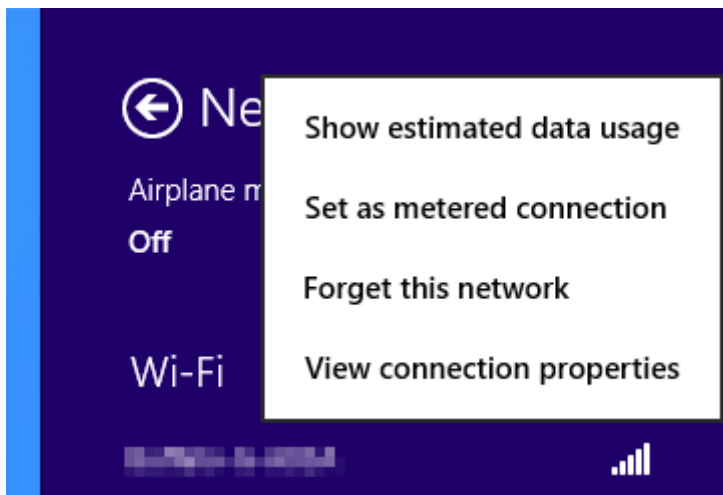 Ne
Show estimated data usage
Airplane m
Set as metered connection
Off
Forget this network
Wi-Fi
View connection properties